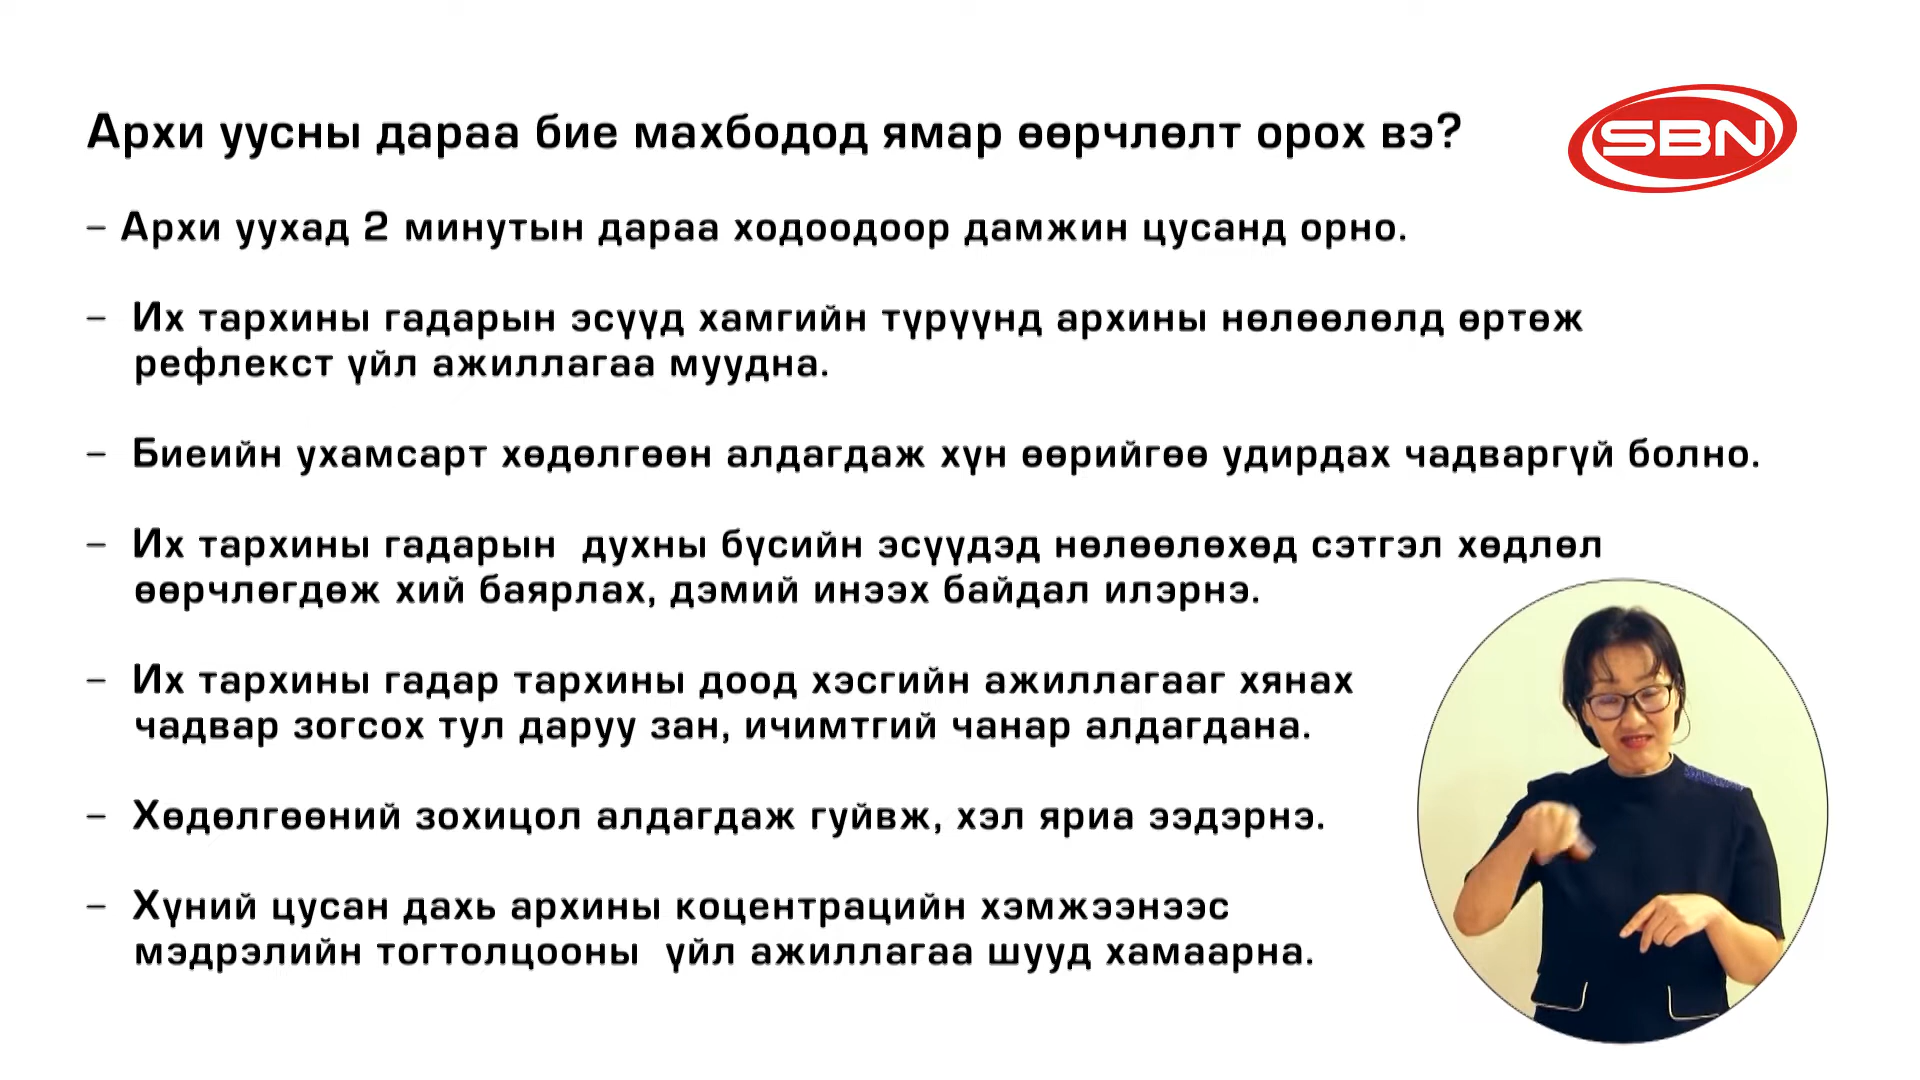 Архи уусны дараа бие махбодод ямар өөрчлөлт орох вэ?
SBN
– Архи уухад 2 минутын дараа ходоодоор дамжин цусанд орно.
– Их тархины гадарын эсүүд хамгийн түрүүнд архины нөлөөлөлд өртөж
рефлекст үйл ажиллагаа муудна.
– Биеийн ухамсарт хөдөлгөөн алдагдаж хүн өөрийгөө удирдах чадваргүй болно.
– Их тархины гадарын духны бүсийн эсүүдэд нөлөөлөхөд сэтгэл хөдлөл
өөрчлөгдөж хий баярлах, дэмий инээх байдал илэрнэ.
– Их тархины гадар тархины доод хэсгийн ажиллагааг хянах
чадвар зогсох тул даруу зан, ичимтгий чанар алдагдана.
– Хөдөлгөөний зохицол алдагдаж гуйвж, хэл яриа ээдэрнэ.
– Хүний цусан дахь архины коцентрацийн хэмжээнээс
мэдрэлийн тогтолцооны үйл ажиллагаа шууд хамаарна.